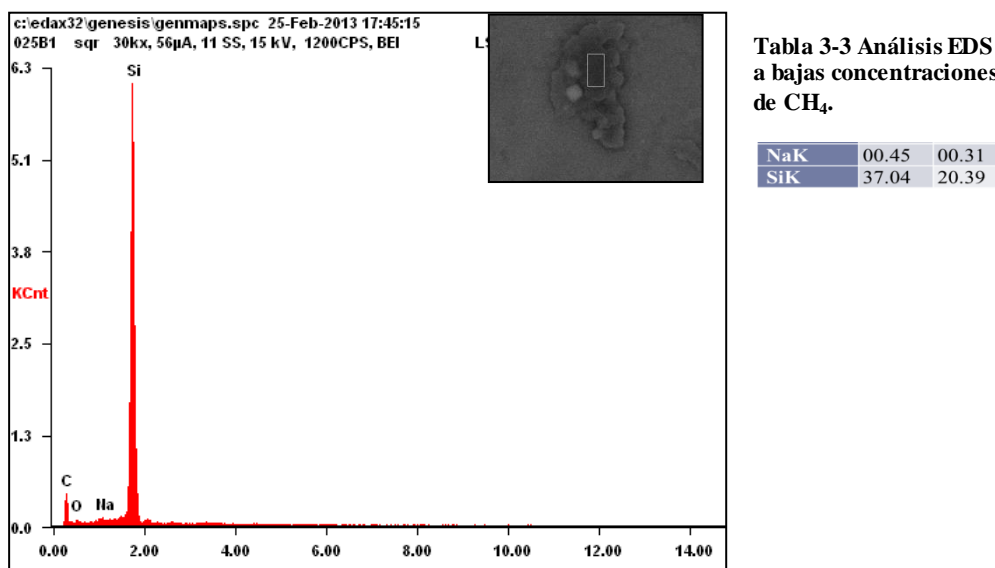 c:\edax32\genesis\genmaps.spc 25-Feb-2013 17:45:15
025B1 sqr 30kx, 56µA, 11 SS, 15 kV, 1200CPS, BEI
6.3
5.1
3.8
KCnt
2.5
1.3
0.0
Si
C
O
Na
0.00 2.00 4.00 6.00 8.00 10.00 12.00 14.00
Tabla 3-3 Análisis EDS
a bajas concentraciones
de CH₄.
NaK 00.45 00.31
SiK 37.04 20.39